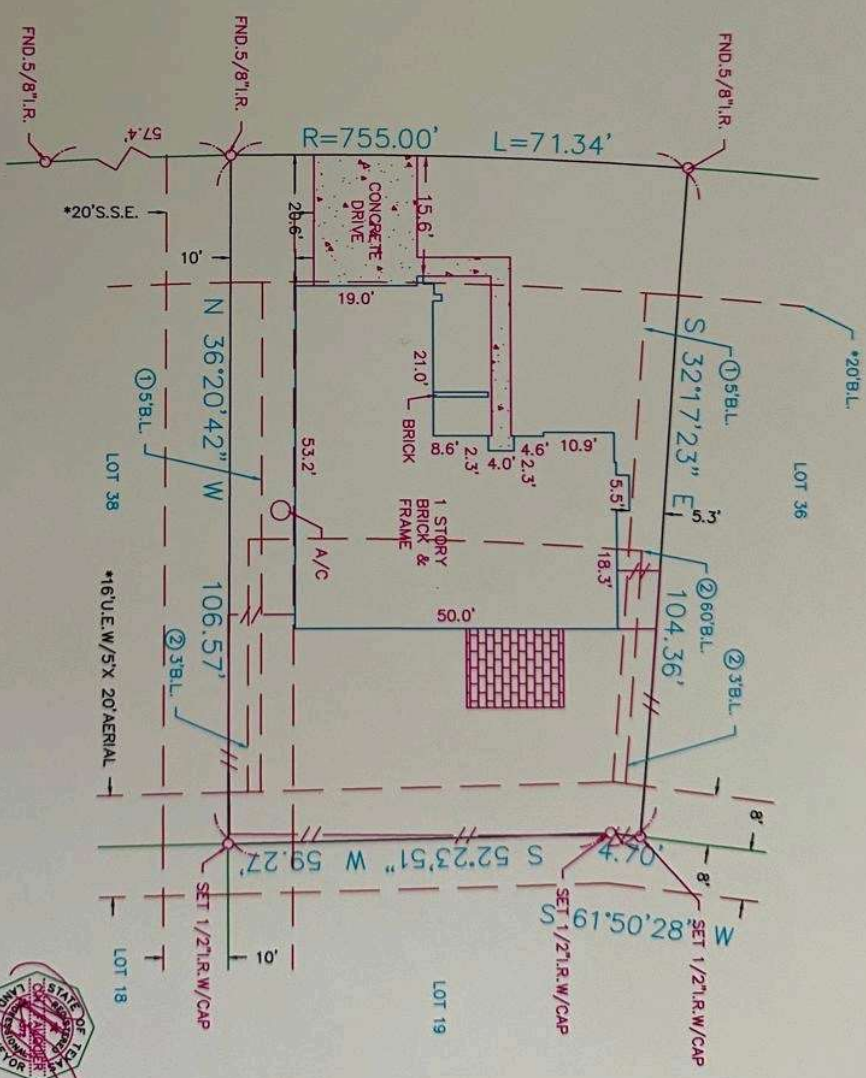 FND.5/8"I.R.
FND.5/8"I.R.
FND.5/8"I.R.
57.4'
R=755.00'
L=71.34'
*20'S.S.E.
10'
20.6'
CONCRETE
DRIVE
15.6'
*20'B.L.
①5'B.L.
S 32°17'23" E
104.36'
LOT 36
19.0'
21.0'
BRICK
8.6'
2.3'
4.0'
4.6'
2.3'
10.9'
5.5'
5.3'
18.3'
N 36°20'42" W
106.57'
①5'B.L.
LOT 38
53.2'
A/C
1 STORY
BRICK &
FRAME
50.0'
②60'B.L.
②3'B.L.
②3'B.L.
*16'U.E.W/5'X 20'AERIAL
8'
8'
S 52°23'51" W 59.27'
4.70'
S 61°50'28" W
SET 1/2"I.R.W/CAP
SET 1/2"I.R.W/CAP
SET 1/2"I.R.W/CAP
10'
LOT 18
LOT 19
STATE OF TEXAS
REGISTERED
PROFESSIONAL
LAND